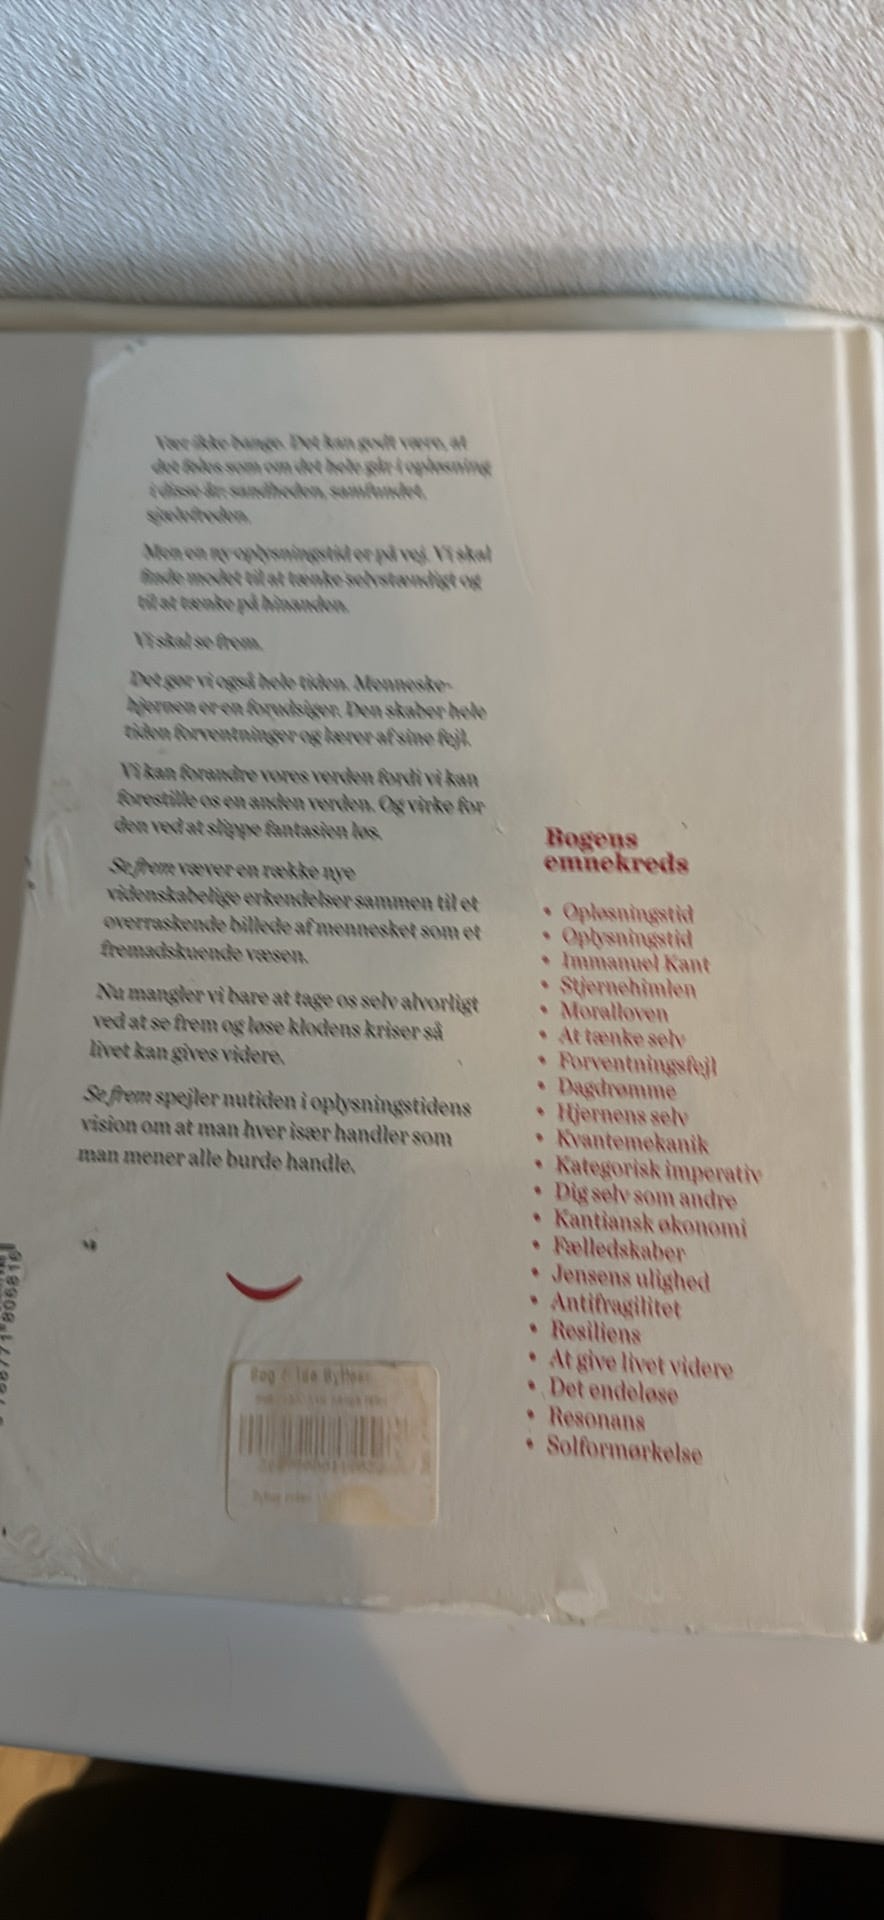 Vær ikke bange. Det kan godt være, at
det føles som om det hele går i opløsning
i disse år: sandheden, samfundet,
sjælefreden.
Men en ny oplysningstid er på vej. Vi skal
finde modet til at tænke selvstændigt og
til at tænke på hinanden.
Vi skal se frem.
Det gør vi også hele tiden. Menneske-
hjernen er en forudsiger. Den skaber hele
tiden forventninger og lærer af sine fejl.
Vi kan forandre vores verden fordi vi kan
forestille os en anden verden. Og virke for
den ved at slippe fantasien løs.
Se frem væver en række nye
videnskabelige erkendelser sammen til et
overraskende billede af mennesket som et
fremadskuende væsen.
Nu mangler vi bare at tage os selv alvorligt
ved at se frem og løse klodens kriser så
livet kan gives videre.
Se frem spejler nutiden i oplysningstidens
vision om at man hver især handler som
man mener alle burde handle.
Bogens
emnekreds
• Opløsningstid
• Oplysningstid
• Immanuel Kant
• Stjernehimlen
• Moralloven
• At tænke selv
• Forventningsfejl
• Dagdrømme
• Hjernens selv
• Kvantemekanik
• Kategorisk imperativ
• Dig selv som andre
• Kantiansk økonomi
• Fælledskaber
• Jensens ulighed
• Antifragilitet
• Resiliens
• At give livet videre
• Det endeløse
• Resonans
• Solformørkelse
Bog & Ide